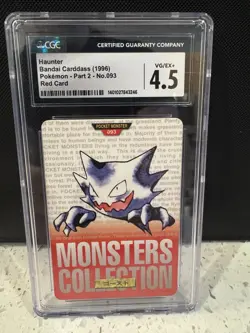 CGC
CERTIFIED GUARANTY COMPANY
Haunter
Bandai Carddass (1996)
Pokémon - Part 2 - No.093
Red Card
VG/EX+
4.5
1401027643246
POCKET MONSTER
093
MONSTERS
COLLECTION
ゴースト